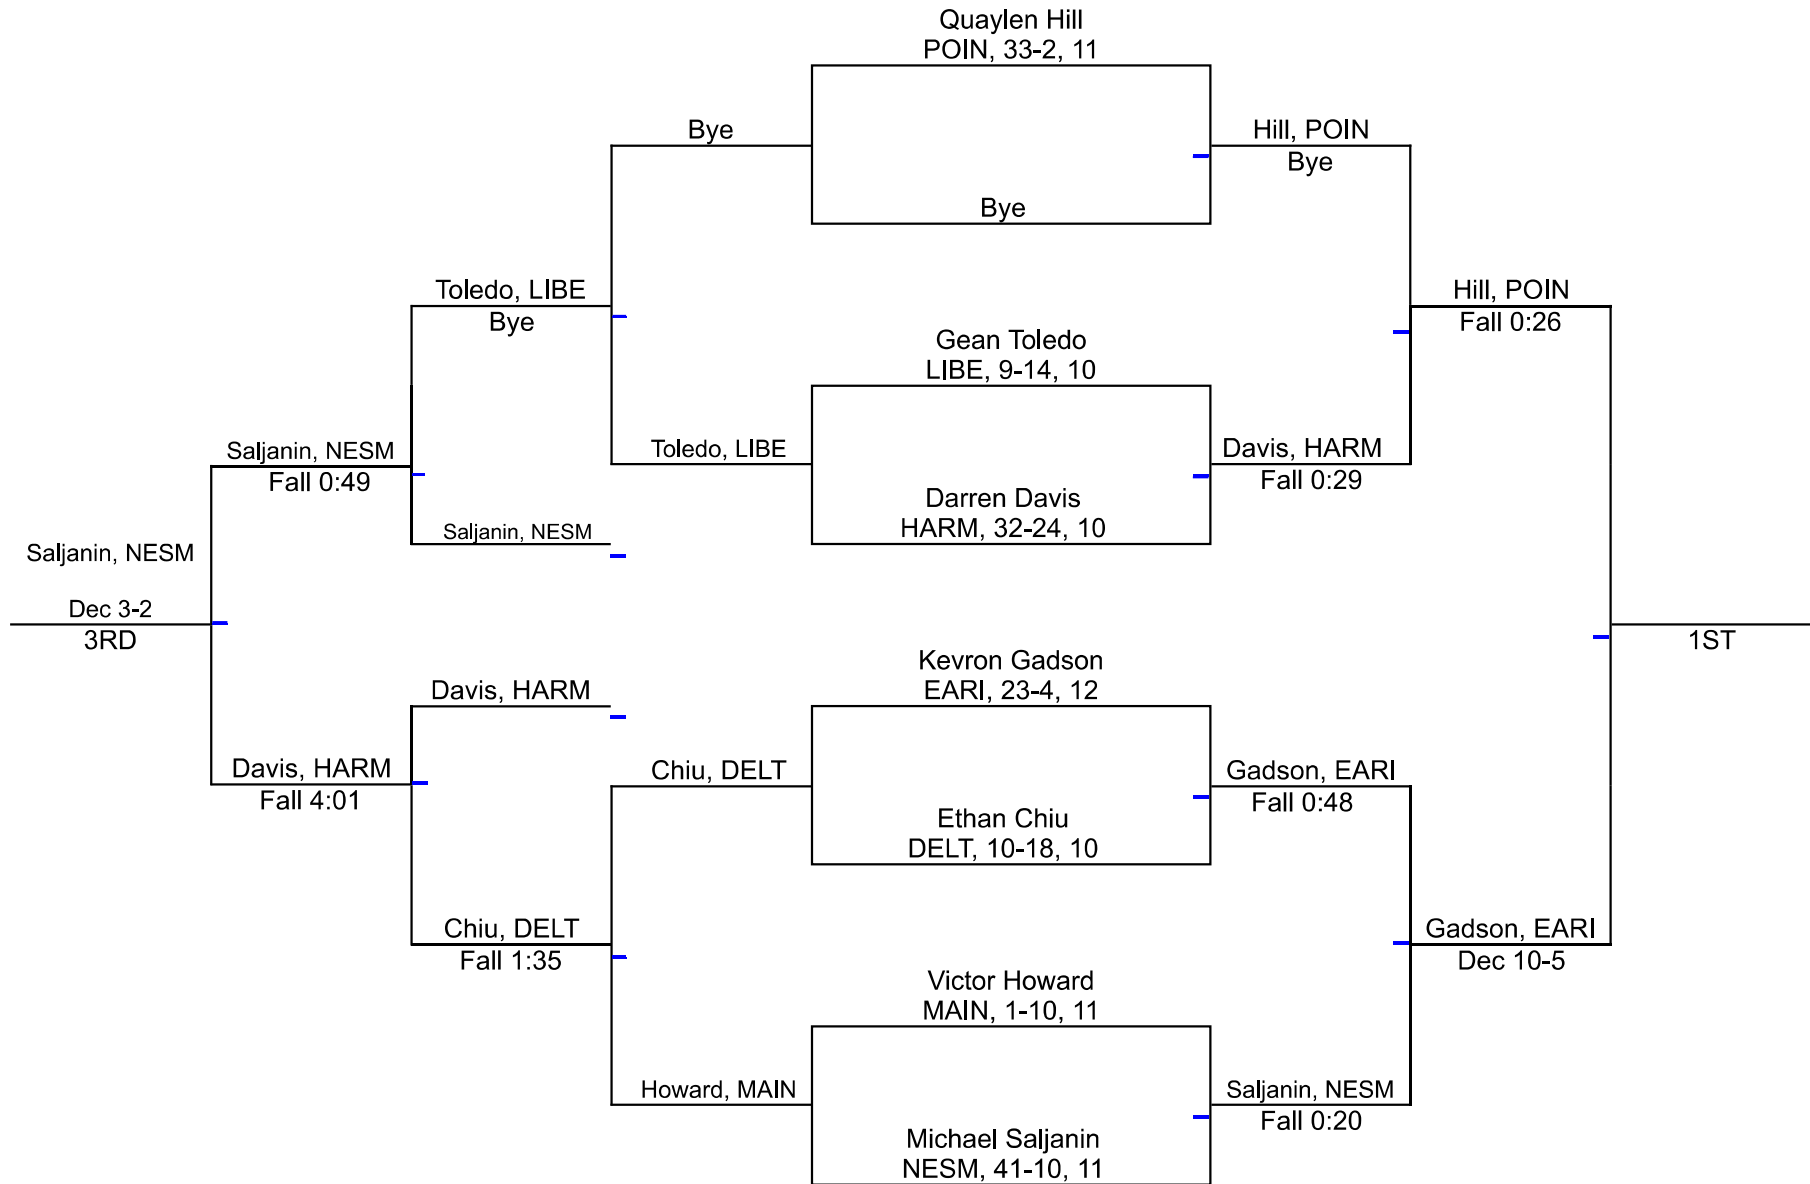 Quaylen Hill
POIN, 33-2, 11
Bye
Hill, POIN
Bye
Bye
Toledo, LIBE
Bye
Hill, POIN
Fall 0:26
Gean Toledo
LIBE, 9-14, 10
Saljanin, NESM
Fall 0:49
Toledo, LIBE
Davis, HARM
Fall 0:29
Darren Davis
HARM, 32-24, 10
Saljanin, NESM
Saljanin, NESM
Dec 3-2
3RD
1ST
Kevron Gadson
EARI, 23-4, 12
Davis, HARM
Davis, HARM
Fall 4:01
Chiu, DELT
Gadson, EARI
Fall 0:48
Ethan Chiu
DELT, 10-18, 10
Chiu, DELT
Fall 1:35
Gadson, EARI
Dec 10-5
Victor Howard
MAIN, 1-10, 11
Howard, MAIN
Saljanin, NESM
Fall 0:20
Michael Saljanin
NESM, 41-10, 11